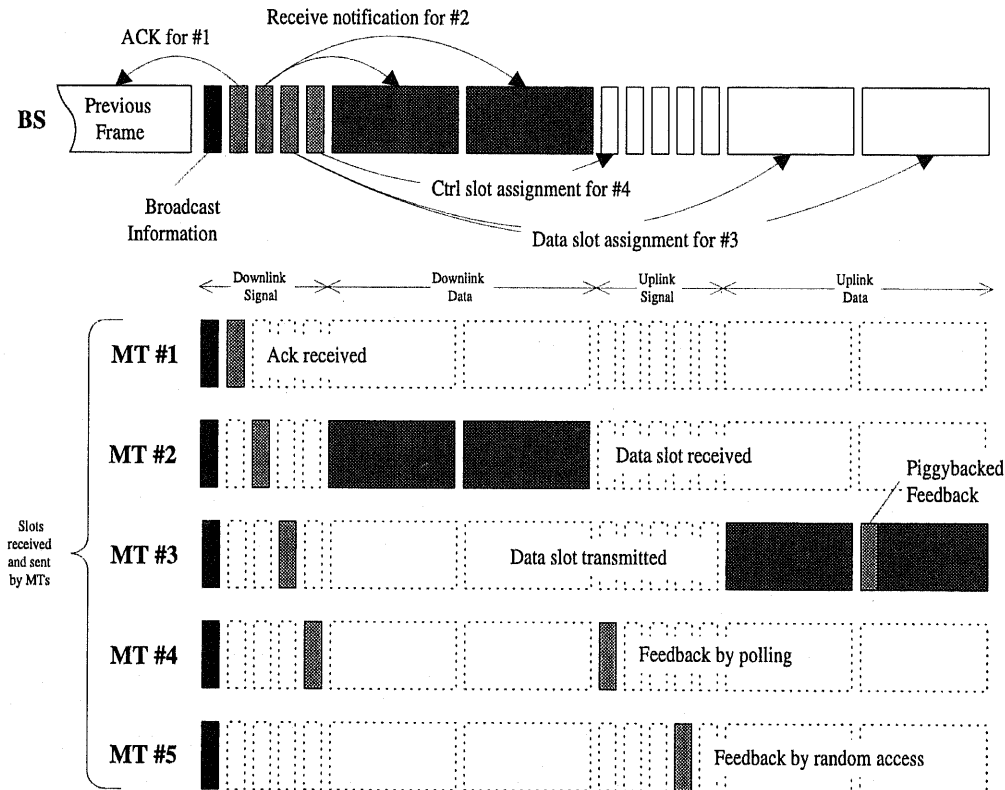 Receive notification for #2
ACK for #1
BS
Previous
Frame
Ctrl slot assignment for #4
Broadcast
Information
Data slot assignment for #3
Downlink
Signal
Downlink
Data
Uplink
Signal
Uplink
Data
MT #1
Ack received
MT #2
Data slot received
Piggybacked
Feedback
Slots
received
and sent
by MTs
MT #3
Data slot transmitted
MT #4
Feedback by polling
MT #5
Feedback by random access